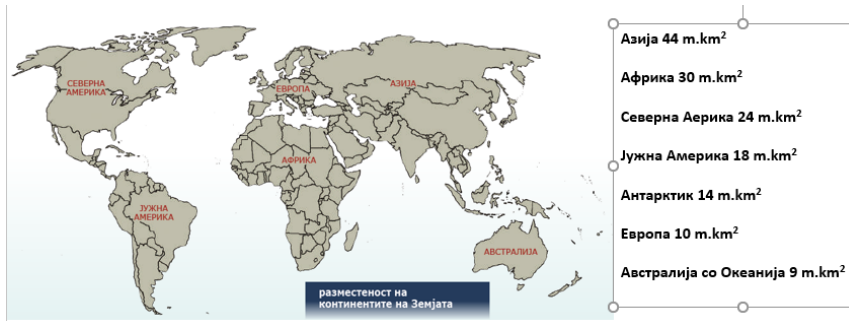 СЕВЕРНА
АМЕРИКА
ЕВРОПА
АЗИЈА
АФРИКА
ЈУЖНА
АМЕРИКА
АВСТРАЛИЈА
разместеност на
континентите на Земјата
Азија 44 m.km²
Африка 30 m.km²
Северна Аерика 24 m.km²
Јужна Америка 18 m.km²
Антарктик 14 m.km²
Европа 10 m.km²
Австралија со Океанија 9 m.km²